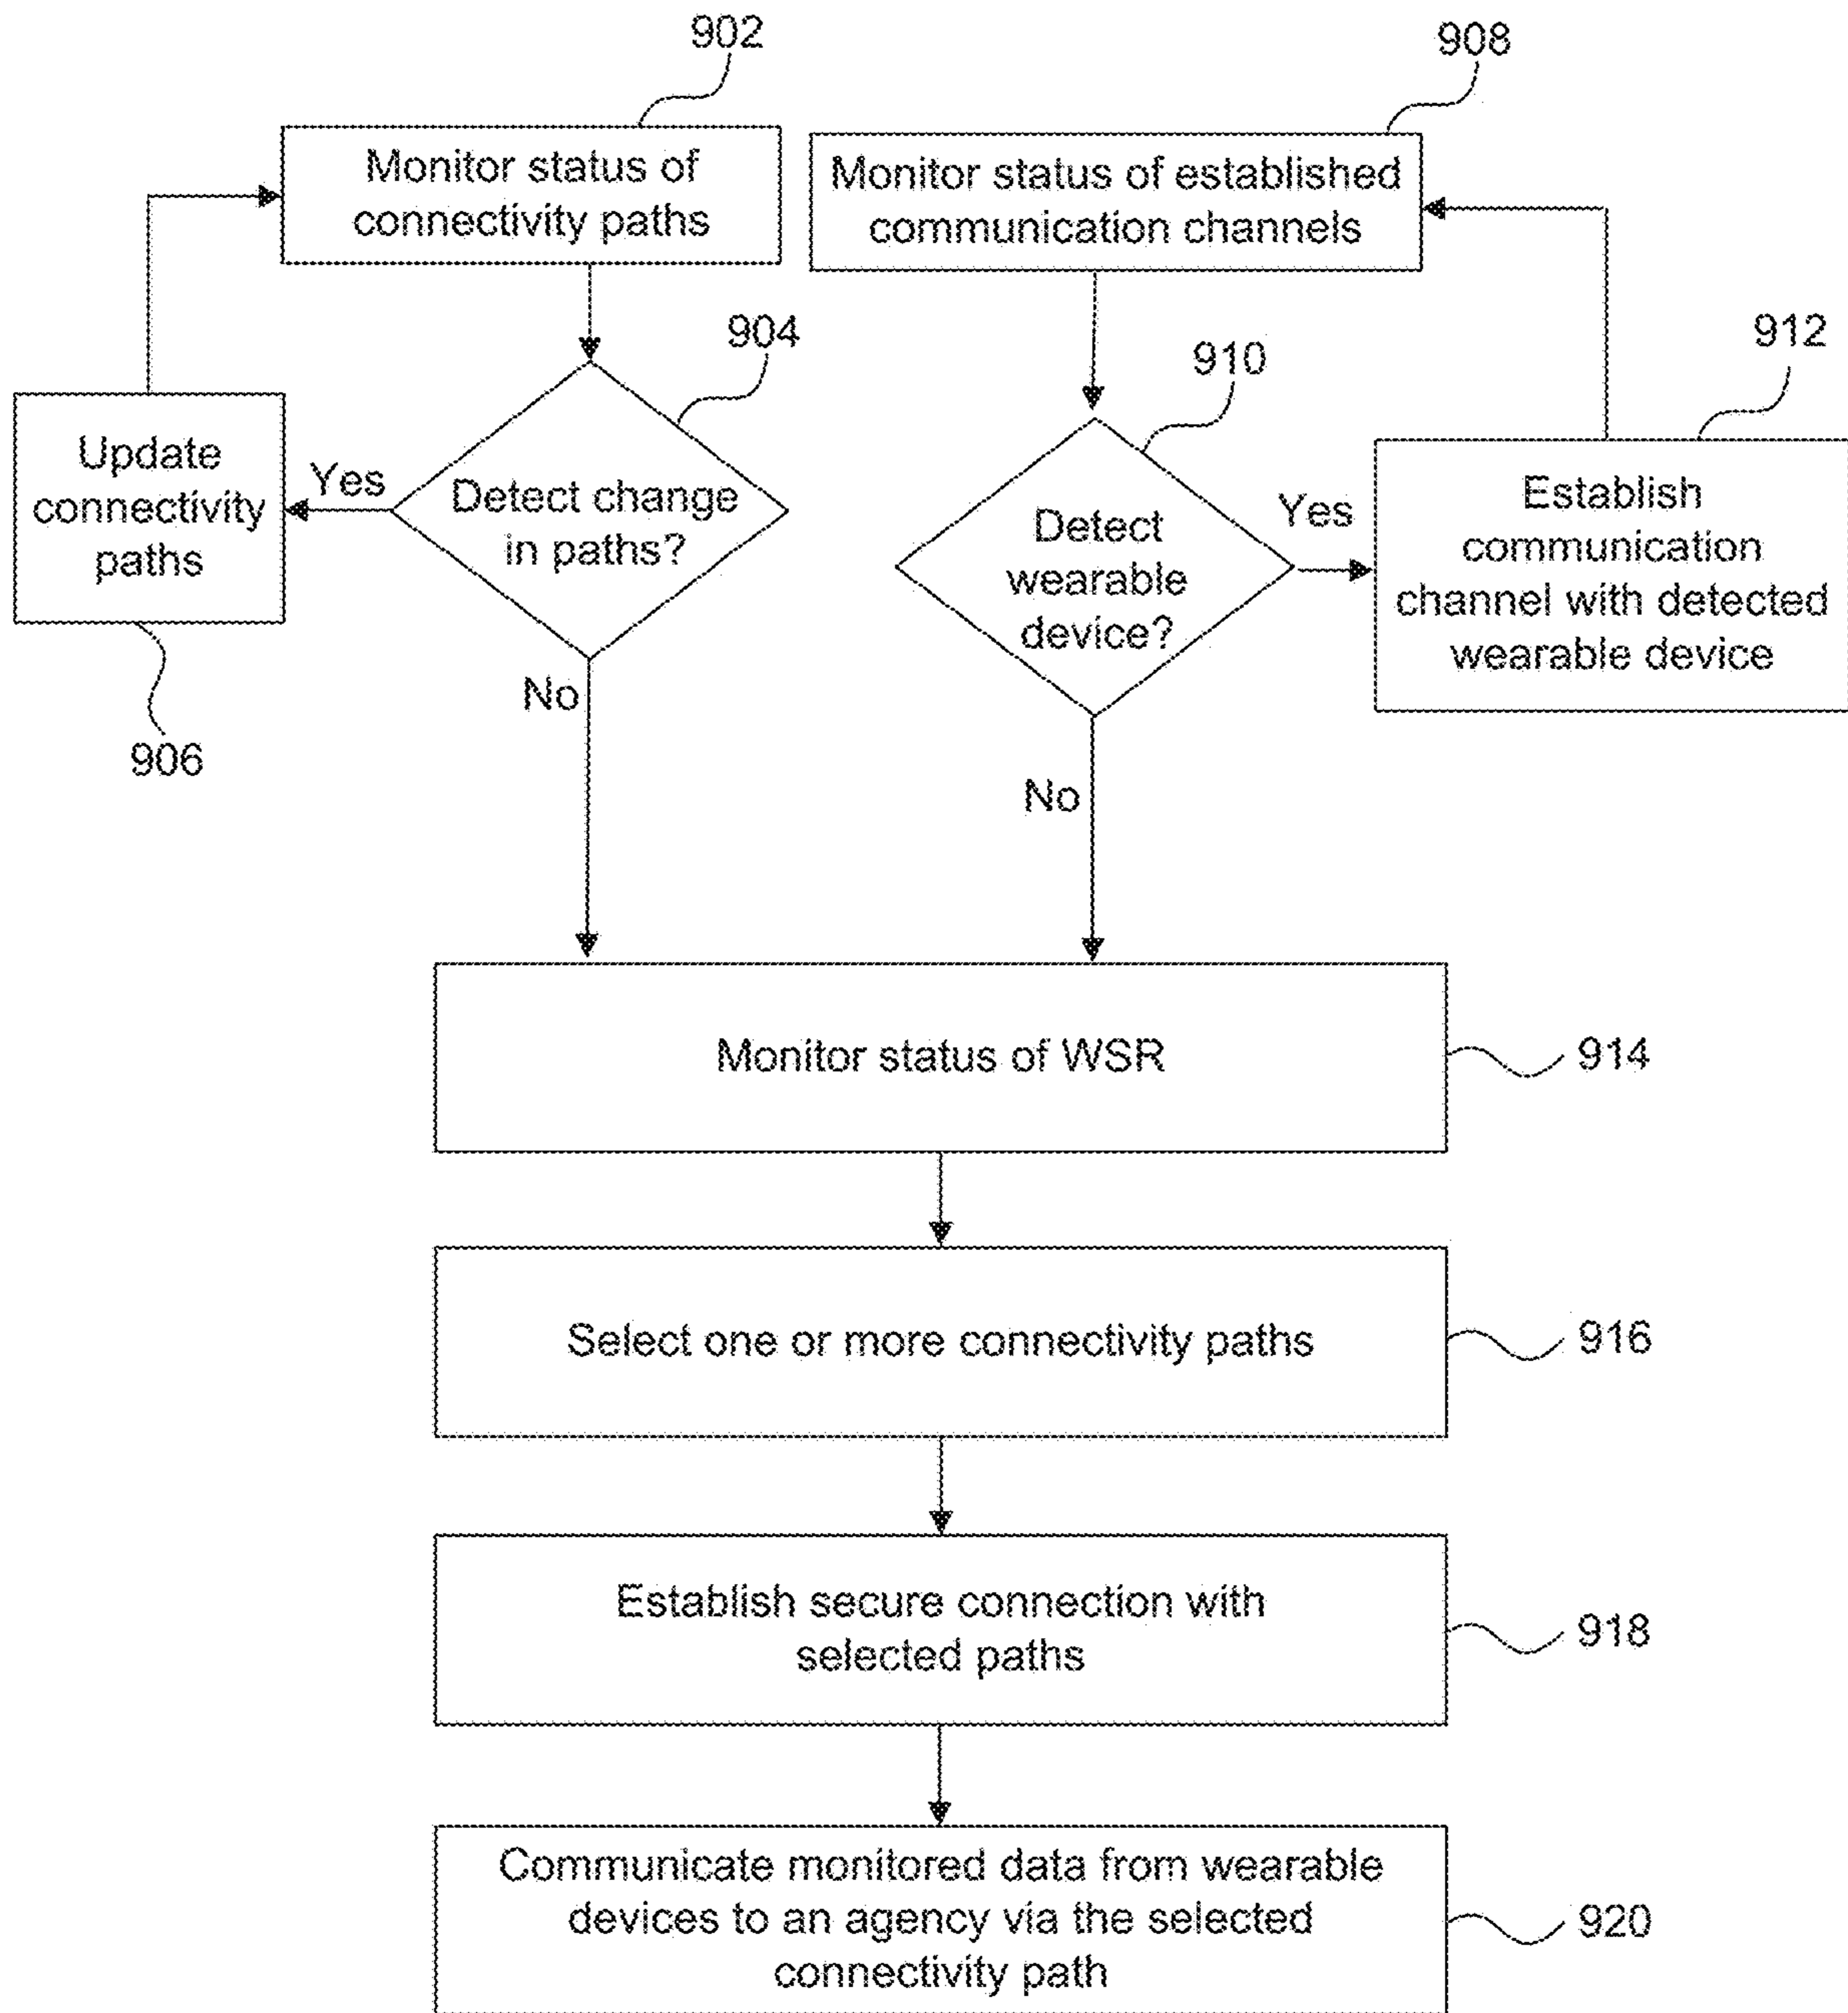 902
908
Monitor status of
connectivity paths
Monitor status of established
communication channels
904
910
912
Update
connectivity
paths
Yes
Detect change
in paths?
Detect
wearable
device?
Yes
Establish
communication
channel with detected
wearable device
906
No
No
Monitor status of WSR
914
Select one or more connectivity paths
916
Establish secure connection with
selected paths
918
Communicate monitored data from wearable
devices to an agency via the selected
connectivity path
920